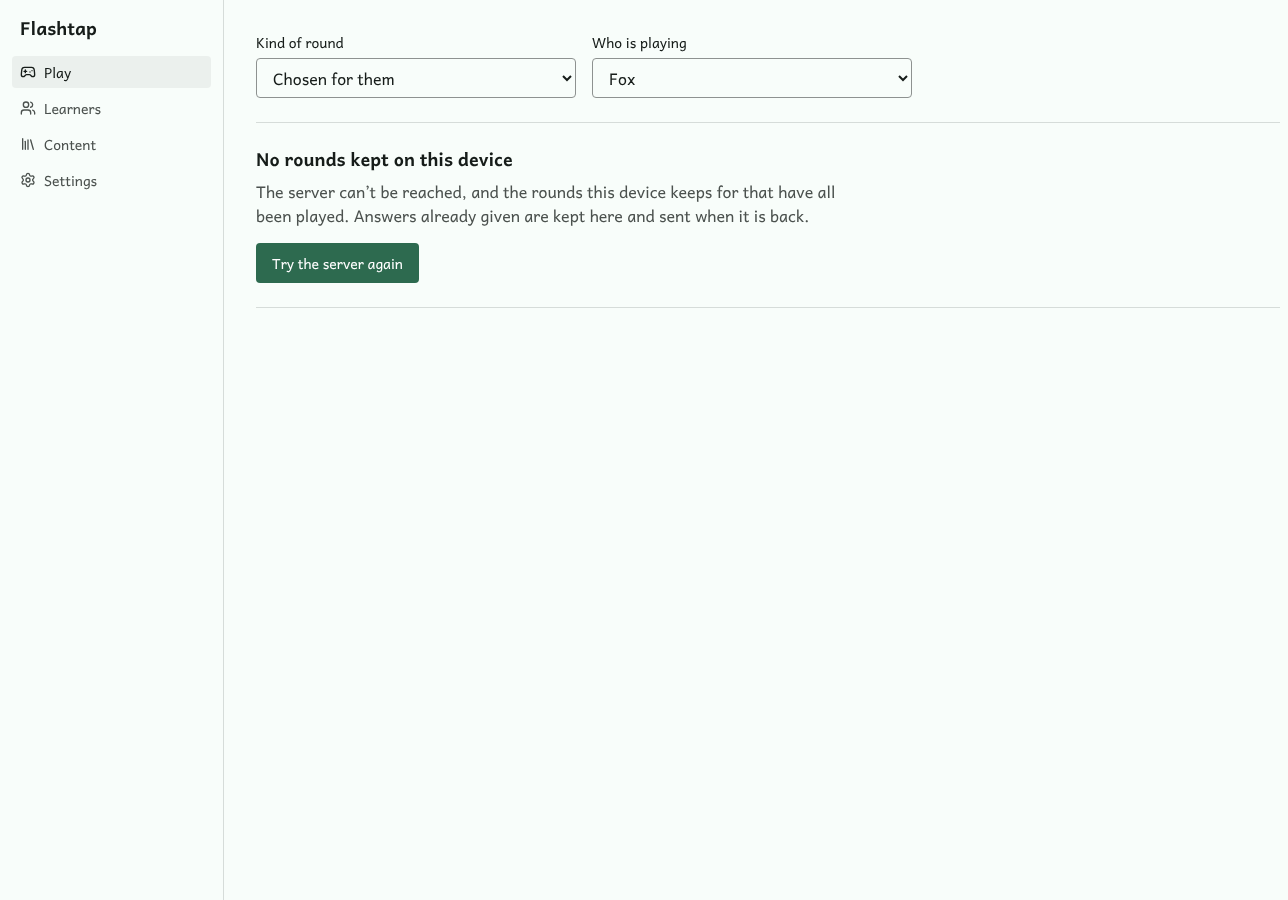 Flashtap
Play
Learners
Content
Settings
Kind of round
Who is playing
Chosen for them
Fox
No rounds kept on this device
The server can’t be reached, and the rounds this device keeps for that have all
been played. Answers already given are kept here and sent when it is back.
Try the server again